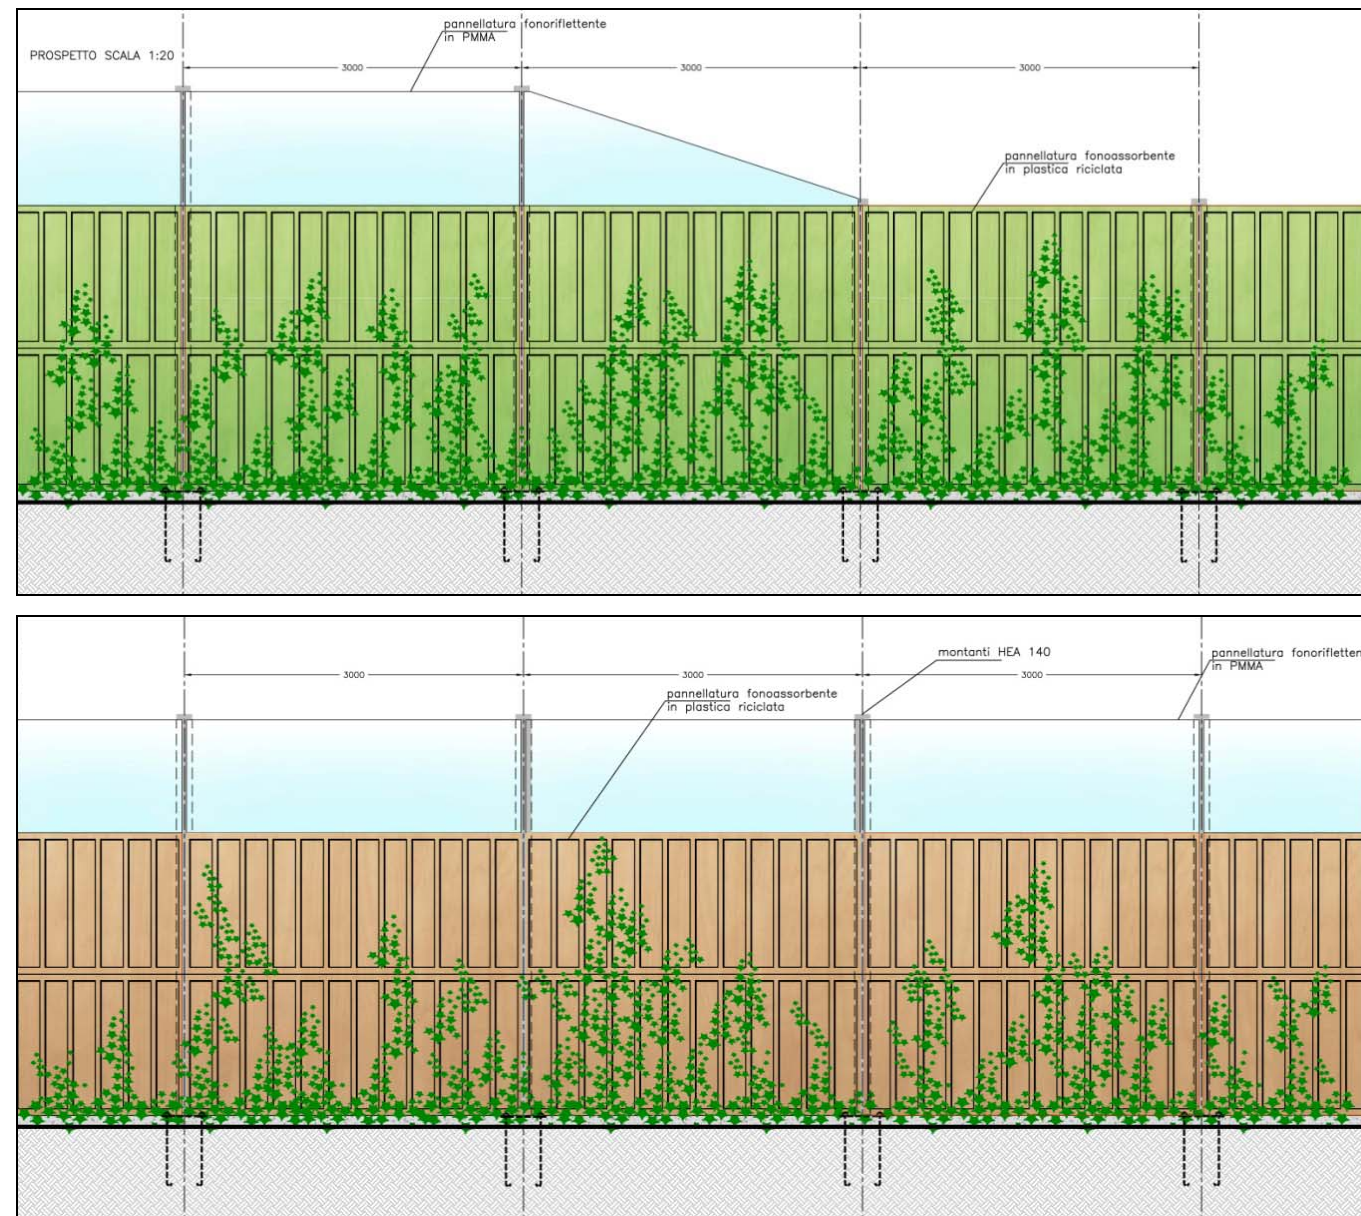 pannellatura fonoriflettente
in PMMA
PROSPETTO SCALA 1:20
3000
3000
3000
pannellatura fonoassorbente
in plastica riciclata
montanti HEA 140
pannellatura fonorifletten
in PMMA
3000
3000
3000
pannellatura fonoassorbente
in plastica riciclata